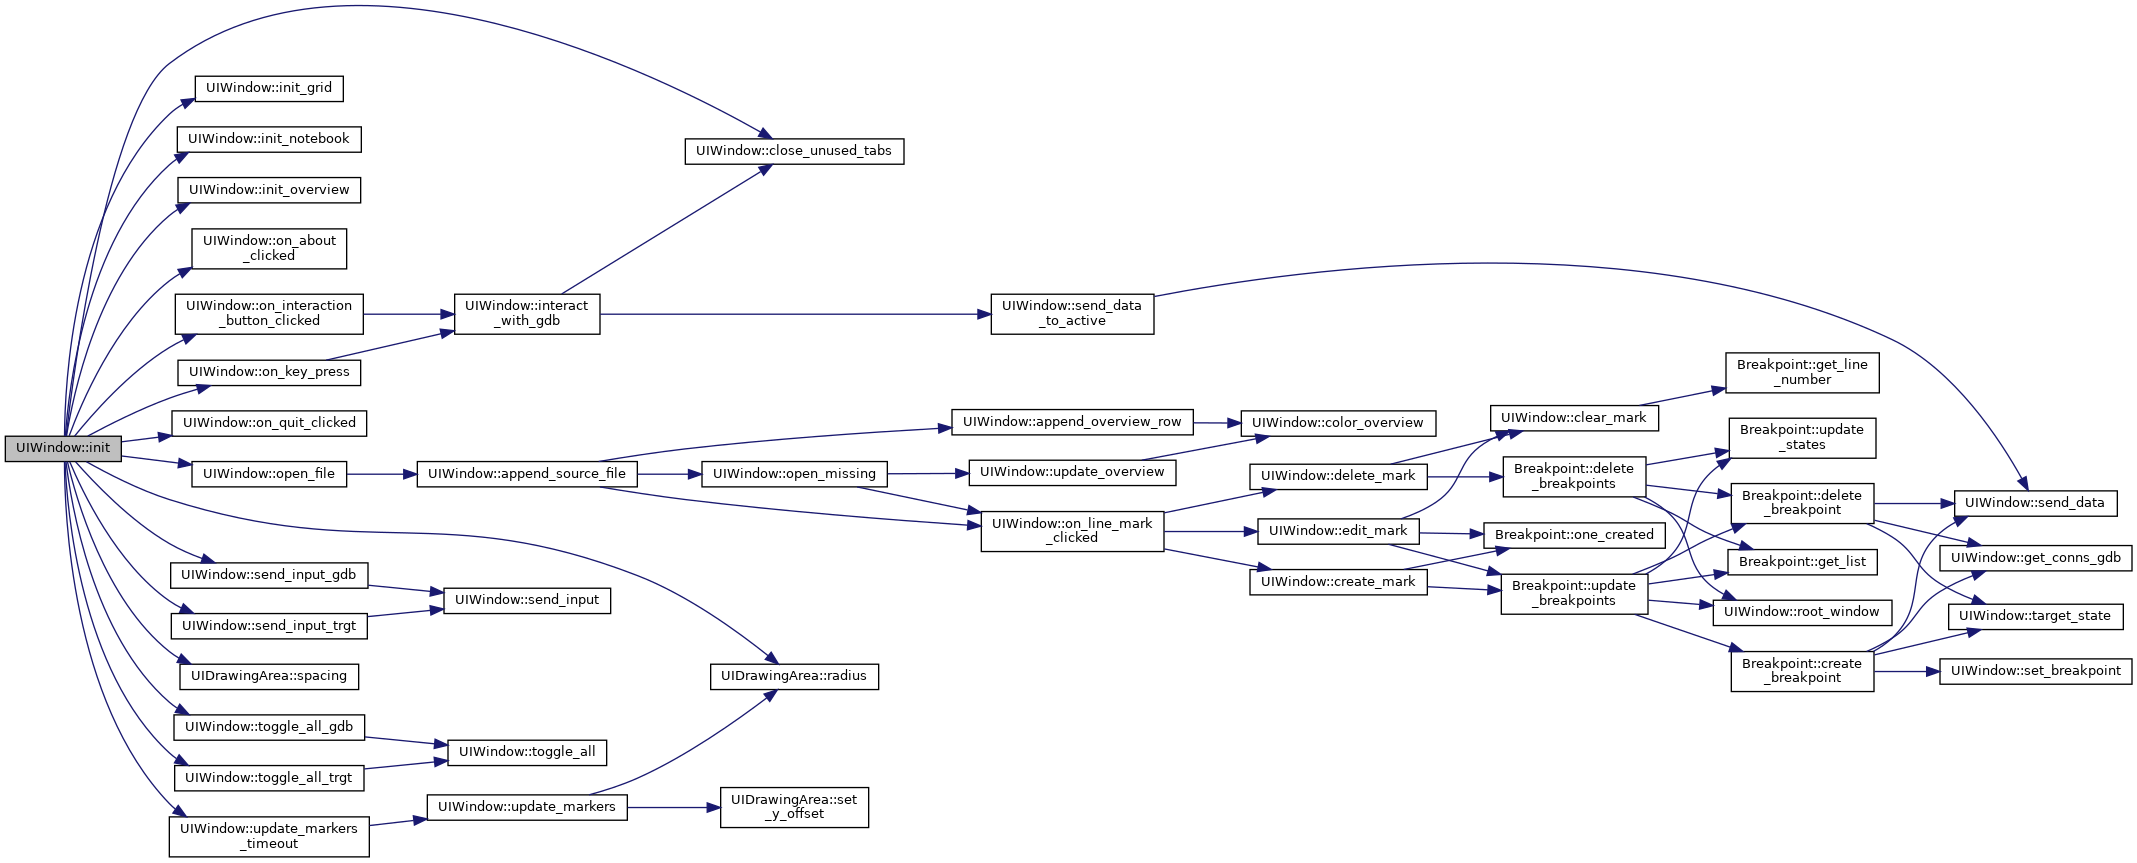 UIWindow::init
UIWindow::init_grid
UIWindow::init_notebook
UIWindow::init_overview
UIWindow::on_about
_clicked
UIWindow::on_interaction
_button_clicked
UIWindow::on_key_press
UIWindow::on_quit_clicked
UIWindow::open_file
UIWindow::send_input_gdb
UIWindow::send_input_trgt
UIDrawingArea::spacing
UIWindow::toggle_all_gdb
UIWindow::toggle_all_trgt
UIWindow::update_markers
_timeout
UIWindow::interact
_with_gdb
UIWindow::append_source_file
UIWindow::send_input
UIWindow::toggle_all
UIWindow::update_markers
UIWindow::close_unused_tabs
UIWindow::open_missing
UIDrawingArea::radius
UIDrawingArea::set
_y_offset
UIWindow::send_data
_to_active
UIWindow::append_overview_row
UIWindow::update_overview
UIWindow::on_line_mark
_clicked
UIWindow::color_overview
UIWindow::delete_mark
UIWindow::edit_mark
UIWindow::create_mark
UIWindow::clear_mark
Breakpoint::delete
_breakpoints
Breakpoint::one_created
Breakpoint::update
_breakpoints
Breakpoint::get_line
_number
Breakpoint::update
_states
Breakpoint::delete
_breakpoint
Breakpoint::get_list
UIWindow::root_window
Breakpoint::create
_breakpoint
UIWindow::send_data
UIWindow::get_conns_gdb
UIWindow::target_state
UIWindow::set_breakpoint